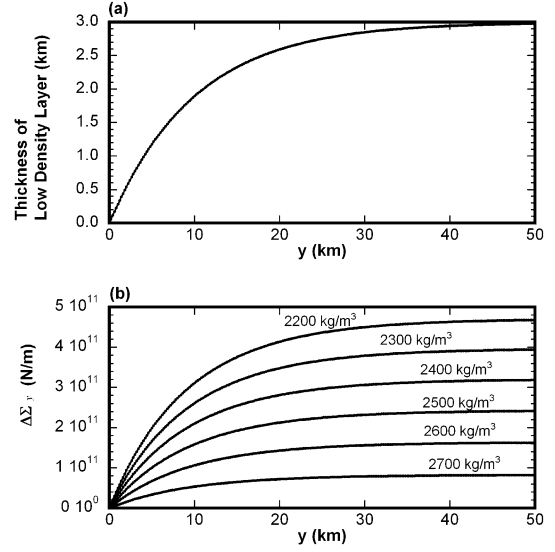 (a)
Thickness of
Low Density Layer (km)
3.0
2.5
2.0
1.5
1.0
0.5
0.0
0 10 20 30 40 50
y (km)
(b)
ΔΣ y (N/m)
5 10¹¹
4 10¹¹
3 10¹¹
2 10¹¹
1 10¹¹
0 10⁰
2200 kg/m³
2300 kg/m³
2400 kg/m³
2500 kg/m³
2600 kg/m³
2700 kg/m³
0 10 20 30 40 50
y (km)